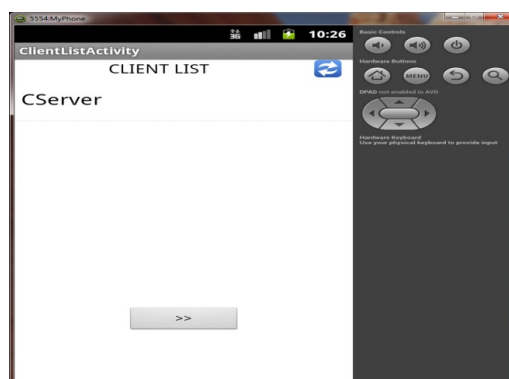 5554:MyPhone
3G 10:26
ClientListActivity
CLIENT LIST
CServer
>>
Basic Controls
Hardware Buttons
MENU
DPAD not enabled in AVD
Hardware Keyboard
Use your physical keyboard to provide input